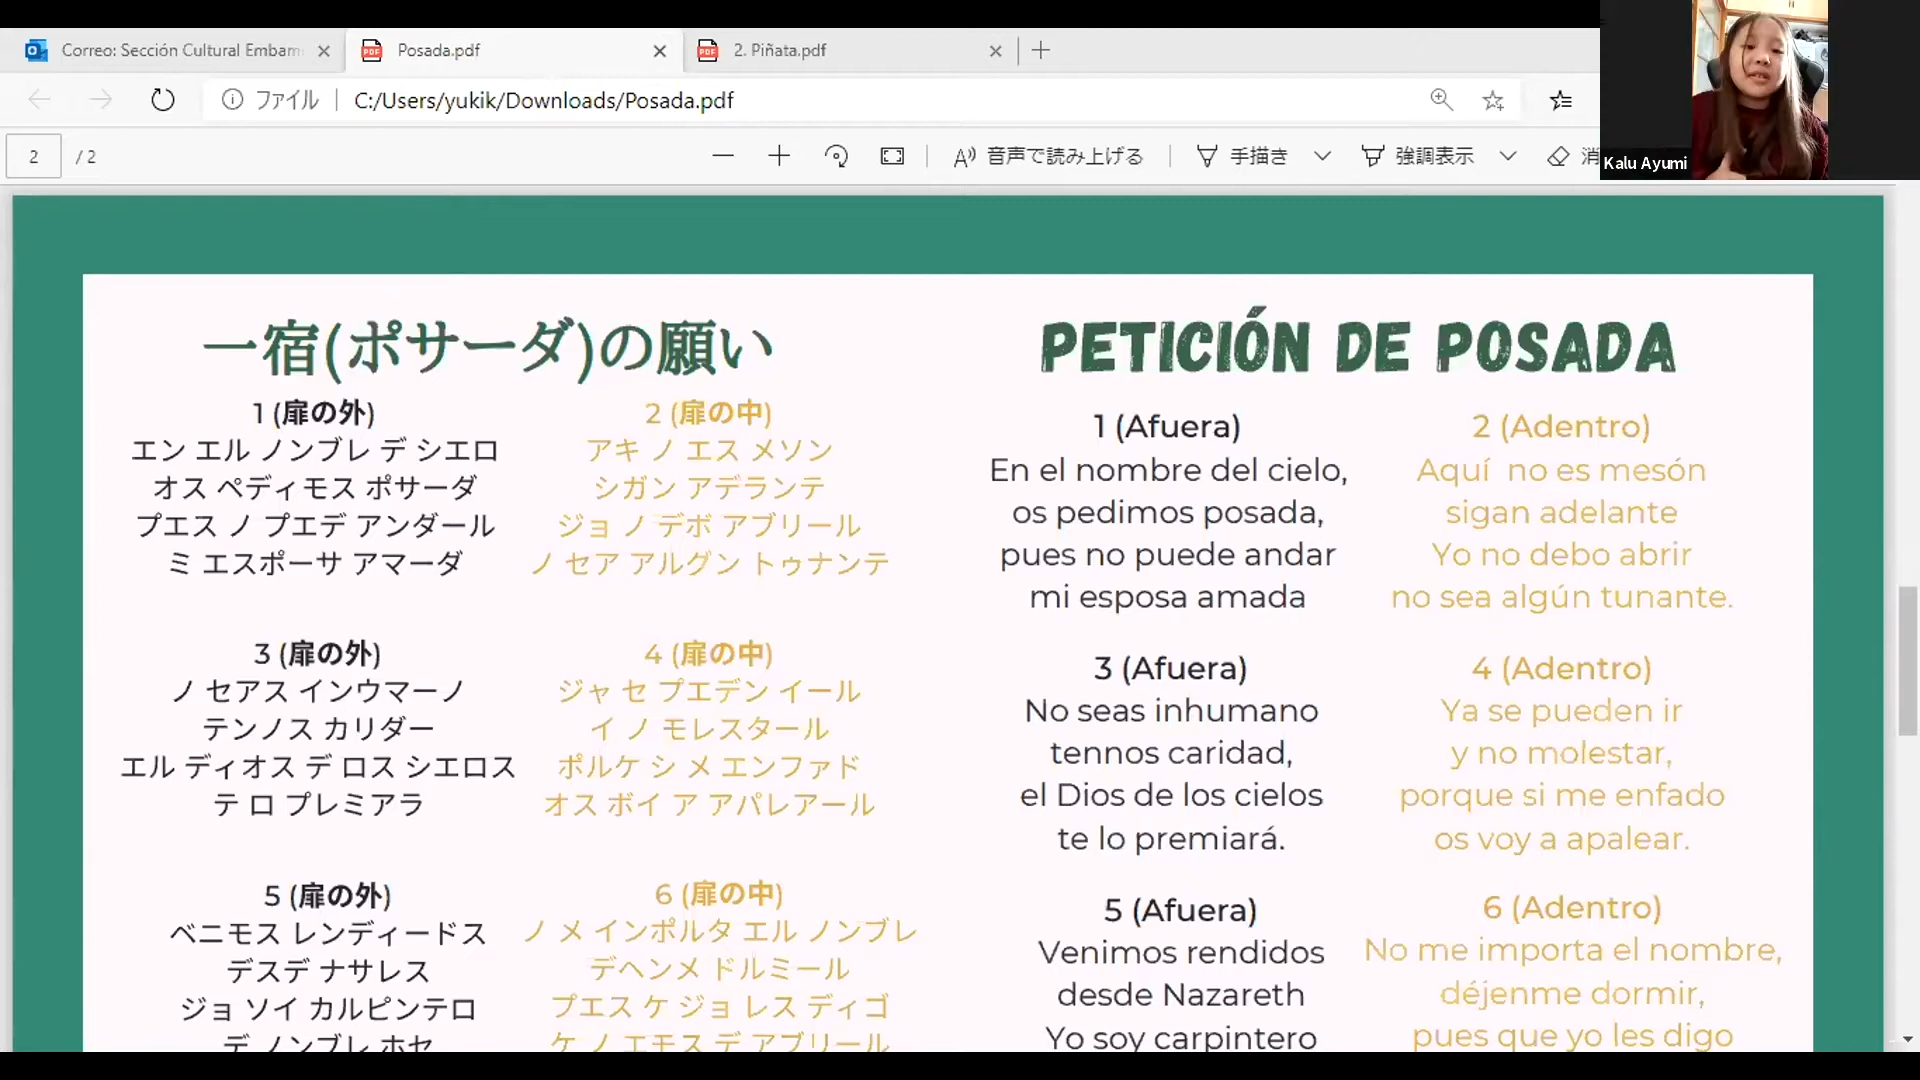 Correo: Sección Cultural Embam
Posada.pdf
2. Piñata.pdf
ファイル
C:/Users/yukik/Downloads/Posada.pdf
2 / 2
音声で読み上げる
手描き
強調表示
消
Kalu Ayumi
一宿(ポサーダ)の願い
1 (扉の外)
エン エル ノンブレ デ シエロ
オス ペディモス ポサーダ
プエス ノ プエデ アンダール
ミ エスポーサ アマーダ
2 (扉の中)
アキ ノ エス メソン
シガン アデランテ
ジョ ノ デボ アブリール
ノ セア アルグン トゥナンテ
3 (扉の外)
ノ セアス インウマーノ
テンノス カリダー
エル ディオス デ ロス シエロス
テ ロ プレミアラ
4 (扉の中)
ジャ セ プエデン イール
イ ノ モレスタール
ポルケ シ メ エンファド
オス ボイ ア アパレアール
5 (扉の外)
ベニモス レンディードス
デスデ ナサレス
ジョ ソイ カルピンテロ
デ ノンブレ ホセ
6 (扉の中)
ノ メ インポルタ エル ノンブレ
デヘンメ ドルミール
プエス ケ ジョ レス ディゴ
ケ ノ エモス デ アブリール
PETICIÓN DE POSADA
1 (Afuera)
En el nombre del cielo,
os pedimos posada,
pues no puede andar
mi esposa amada
2 (Adentro)
Aquí no es mesón
sigan adelante
Yo no debo abrir
no sea algún tunante.
3 (Afuera)
No seas inhumano
tennos caridad,
el Dios de los cielos
te lo premiará.
4 (Adentro)
Ya se pueden ir
y no molestar,
porque si me enfado
os voy a apalear.
5 (Afuera)
Venimos rendidos
desde Nazareth
Yo soy carpintero
6 (Adentro)
No me importa el nombre,
déjenme dormir,
pues que yo les digo